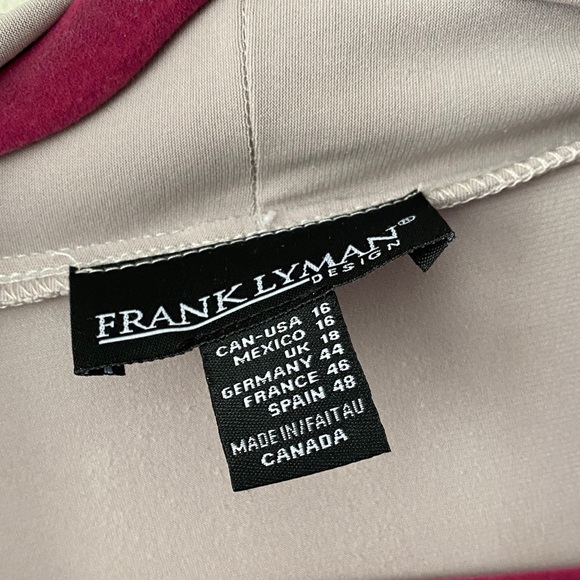 FRANK LYMAN®
DESIGN
CAN-USA 16
MEXICO 16
UK 18
GERMANY 44
FRANCE 46
SPAIN 48
MADE IN/FAIT AU
CANADA